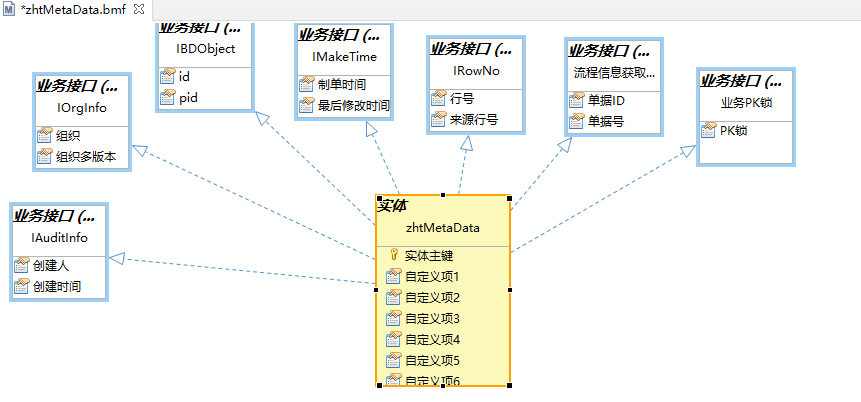 *zhtMetaData.bmf
业务接口 (...
IBDObject
id
pid
业务接口 (...
IMakeTime
制单时间
最后修改时间
业务接口 (...
IRowNo
行号
来源行号
业务接口 (...
流程信息获取...
单据ID
单据号
业务接口 (...
业务PK锁
PK锁
业务接口 (...
IOrgInfo
组织
组织多版本
业务接口 (...
IAuditInfo
创建人
创建时间
实体
zhtMetaData
实体主键
自定义项1
自定义项2
自定义项3
自定义项4
自定义项5
自定义项6